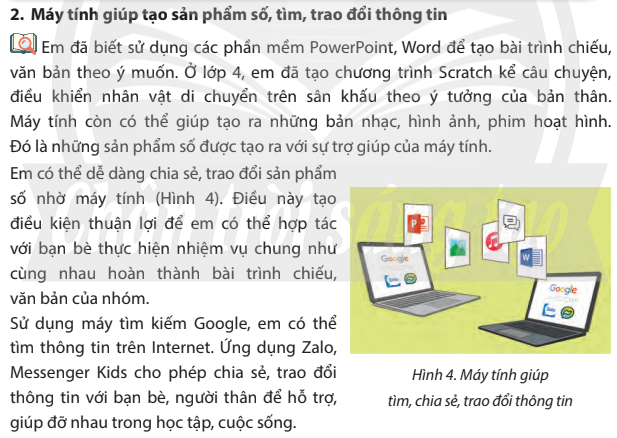 2. Máy tính giúp tạo sản phẩm số, tìm, trao đổi thông tin
Em đã biết sử dụng các phần mềm PowerPoint, Word để tạo bài trình chiếu,
văn bản theo ý muốn. Ở lớp 4, em đã tạo chương trình Scratch kể câu chuyện,
điều khiển nhân vật di chuyển trên sân khấu theo ý tưởng của bản thân.
Máy tính còn có thể giúp tạo ra những bản nhạc, hình ảnh, phim hoạt hình.
Đó là những sản phẩm số được tạo ra với sự trợ giúp của máy tính.
Em có thể dễ dàng chia sẻ, trao đổi sản phẩm
số nhờ máy tính (Hình 4). Điều này tạo
điều kiện thuận lợi để em có thể hợp tác
với bạn bè thực hiện nhiệm vụ chung như
cùng nhau hoàn thành bài trình chiếu,
văn bản của nhóm.
Sử dụng máy tìm kiếm Google, em có thể
tìm thông tin trên Internet. Ứng dụng Zalo,
Messenger Kids cho phép chia sẻ, trao đổi
thông tin với bạn bè, người thân để hỗ trợ,
giúp đỡ nhau trong học tập, cuộc sống.
P
W
Google
Zalo
Google
Zalo
Hình 4. Máy tính giúp
tìm, chia sẻ, trao đổi thông tin
Chân trời sáng tạo